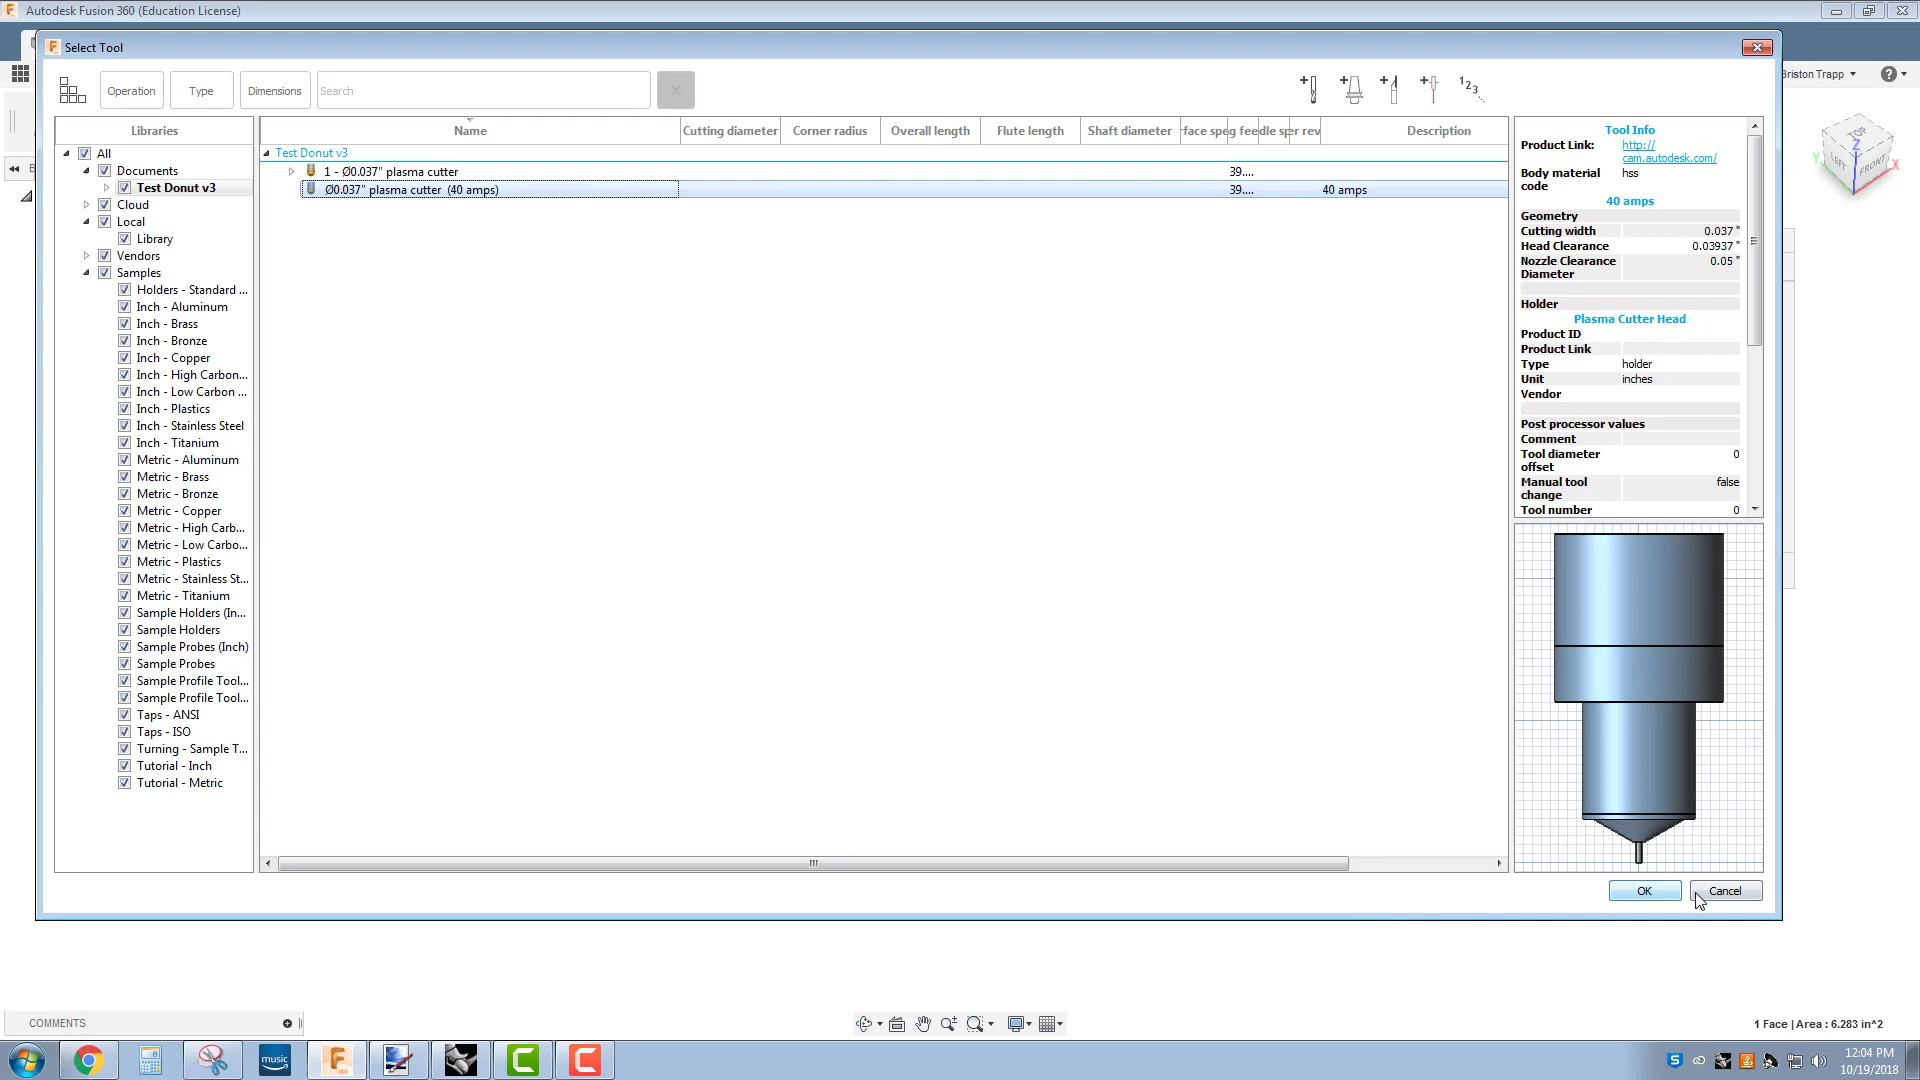 Autodesk Fusion 360 (Education License)
Select Tool
Briston Trapp
Operation
Type
Dimensions
Search
Libraries
Name
Cutting diameter
Corner radius
Overall length
Flute length
Shaft diameter
Description
All
Documents
Test Donut v3
Cloud
Local
Library
Vendors
Samples
Holders - Standard ...
Inch - Aluminum
Inch - Brass
Inch - Bronze
Inch - Copper
Inch - High Carbon...
Inch - Low Carbon ...
Inch - Plastics
Inch - Stainless Steel
Inch - Titanium
Metric - Aluminum
Metric - Brass
Metric - Bronze
Metric - Copper
Metric - High Carb...
Metric - Low Carbo...
Metric - Plastics
Metric - Stainless St...
Metric - Titanium
Sample Holders (In...
Sample Holders
Sample Probes (Inch)
Sample Probes
Sample Profile Tool...
Sample Profile Tool...
Taps - ANSI
Taps - ISO
Turning - Sample T...
Tutorial - Inch
Tutorial - Metric
Test Donut v3
1 - Ø0.037" plasma cutter 39....
Ø0.037" plasma cutter (40 amps) 39.... 40 amps
Tool Info
Product Link: http://
cam.autodesk.com/
Body material hss
code
40 amps
Geometry
Cutting width 0.037 "
Head Clearance 0.03937 "
Nozzle Clearance 0.05 "
Diameter
Holder
Plasma Cutter Head
Product ID
Product Link
Type holder
Unit inches
Vendor
Post processor values
Comment
Tool diameter 0
offset
Manual tool false
change
Tool number 0
OK
Cancel
TOP
LEFT
FRONT
Z
Y
X
COMMENTS
1 Face | Area : 6.283 in^2
music
12:04 PM
10/19/2018